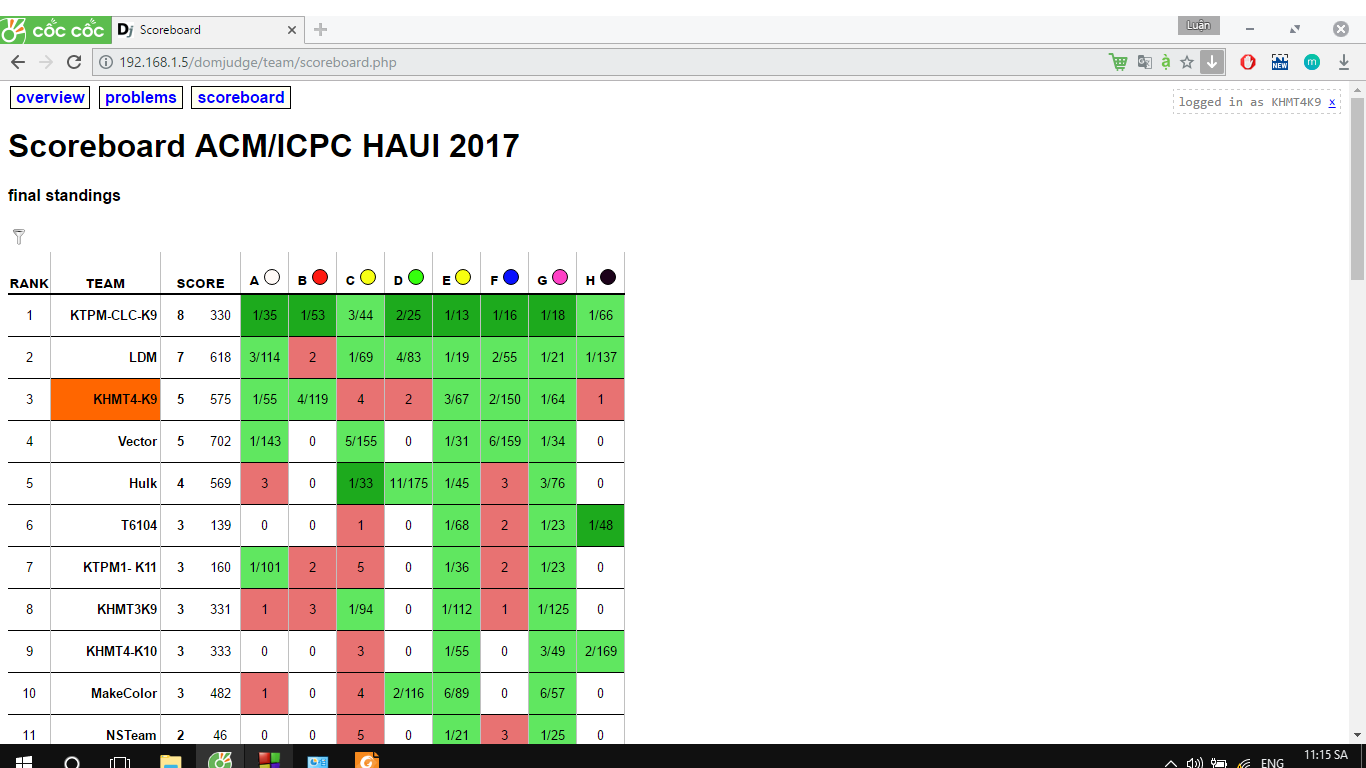 cốc cốc Dj Scoreboard Luận
192.168.1.5/domjudge/team/scoreboard.php ạ NEW m
overview problems scoreboard logged in as KHMT4K9 x
Scoreboard ACM/ICPC HAUI 2017
final standings
RANK TEAM SCORE A B C D E F G H
1 KTPM-CLC-K9 8 330 1/35 1/53 3/44 2/25 1/13 1/16 1/18 1/66
2 LDM 7 618 3/114 2 1/69 4/83 1/19 2/55 1/21 1/137
3 KHMT4-K9 5 575 1/55 4/119 4 2 3/67 2/150 1/64 1
4 Vector 5 702 1/143 0 5/155 0 1/31 6/159 1/34 0
5 Hulk 4 569 3 0 1/33 11/175 1/45 3 3/76 0
6 T6104 3 139 0 0 1 0 1/68 2 1/23 1/48
7 KTPM1- K11 3 160 1/101 2 5 0 1/36 2 1/23 0
8 KHMT3K9 3 331 1 3 1/94 0 1/112 1 1/125 0
9 KHMT4-K10 3 333 0 0 3 0 1/55 0 3/49 2/169
10 MakeColor 3 482 1 0 4 2/116 6/89 0 6/57 0
11 NSTeam 2 46 0 0 5 0 1/21 3 1/25 0
ENG 11:15 SA